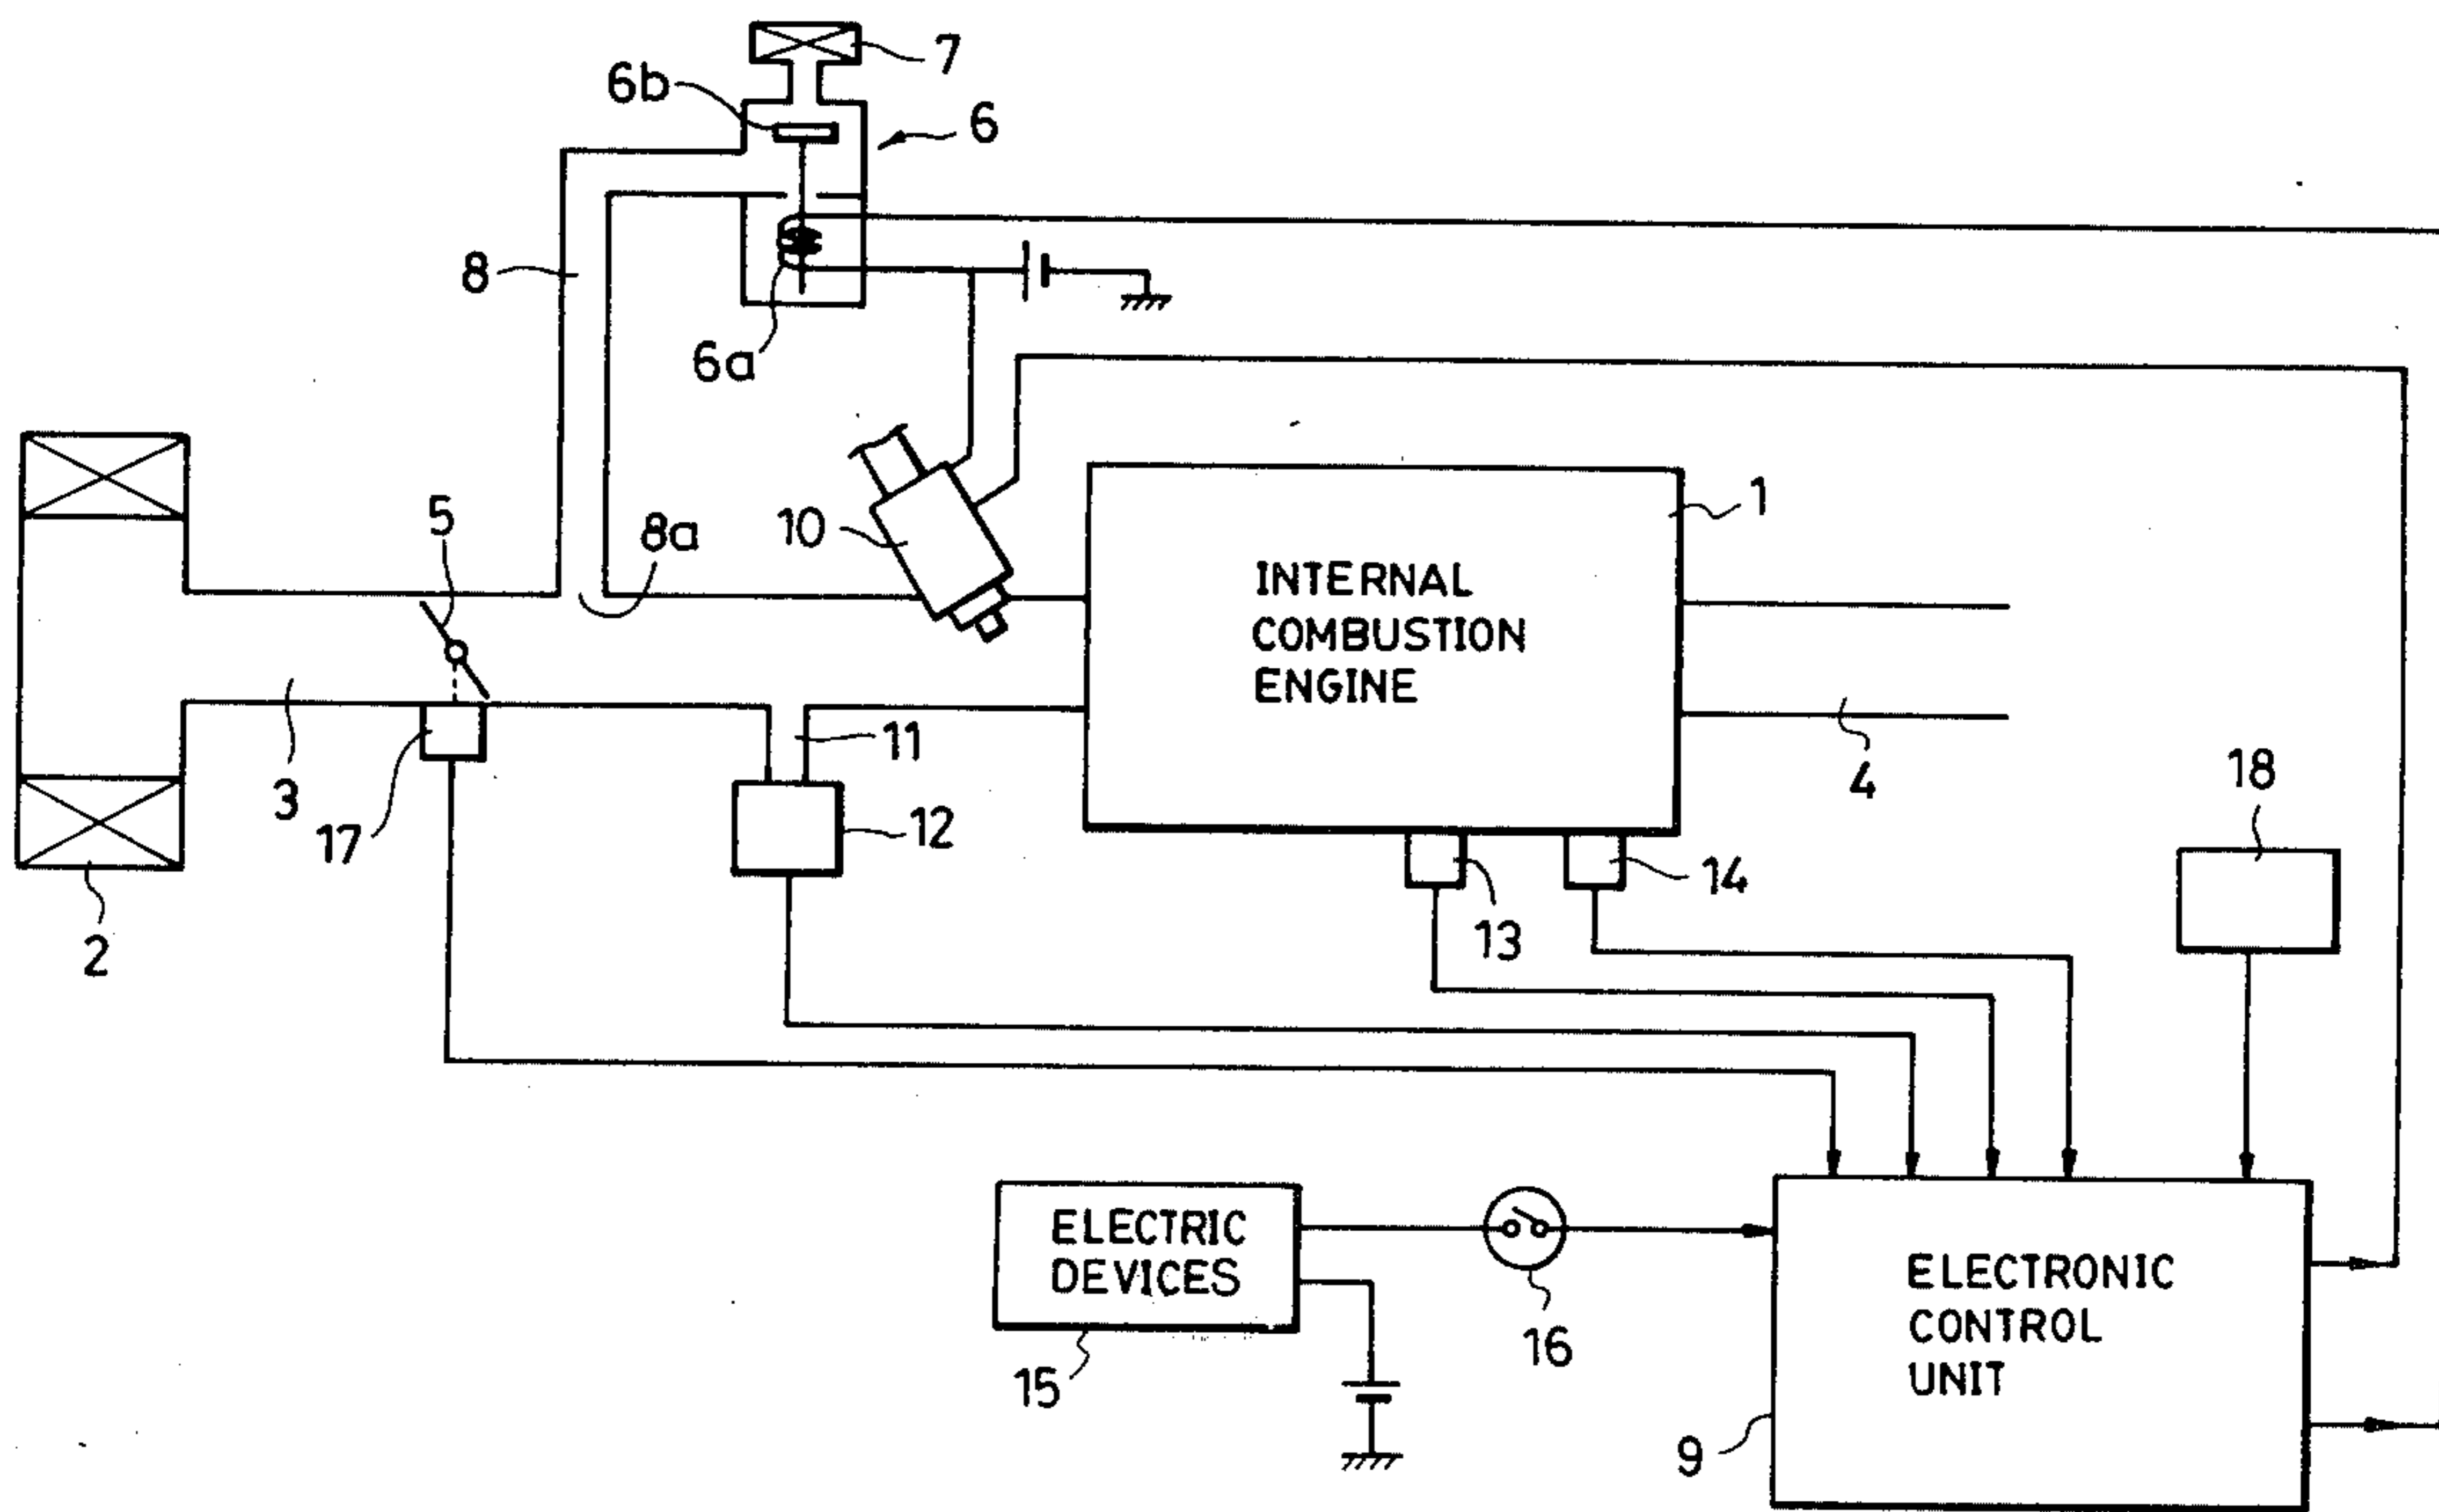 7
6b
6
8
6a
5
8a
10
1
INTERNAL
COMBUSTION
ENGINE
11
3
4
18
17
12
14
13
2
ELECTRIC
DEVICES
16
15
ELECTRONIC
CONTROL
UNIT
9